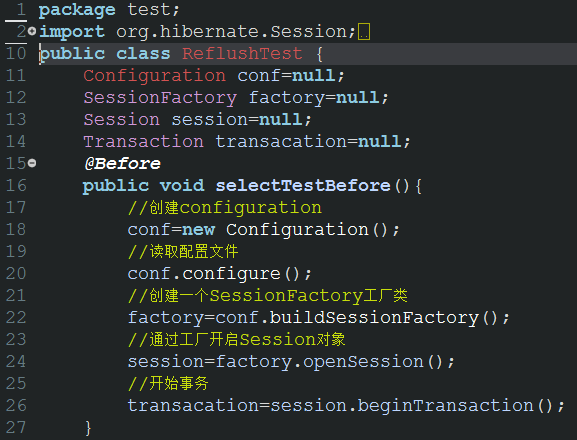 1 package test;
2 import org.hibernate.Session;
10 public class ReflushTest {
11 Configuration conf=null;
12 SessionFactory factory=null;
13 Session session=null;
14 Transaction transacation=null;
15 @Before
16 public void selectTestBefore(){
17 //创建configuration
18 conf=new Configuration();
19 //读取配置文件
20 conf.configure();
21 //创建一个SessionFactory工厂类
22 factory=conf.buildSessionFactory();
23 //通过工厂开启Session对象
24 session=factory.openSession();
25 //开始事务
26 transacation=session.beginTransaction();
27 }